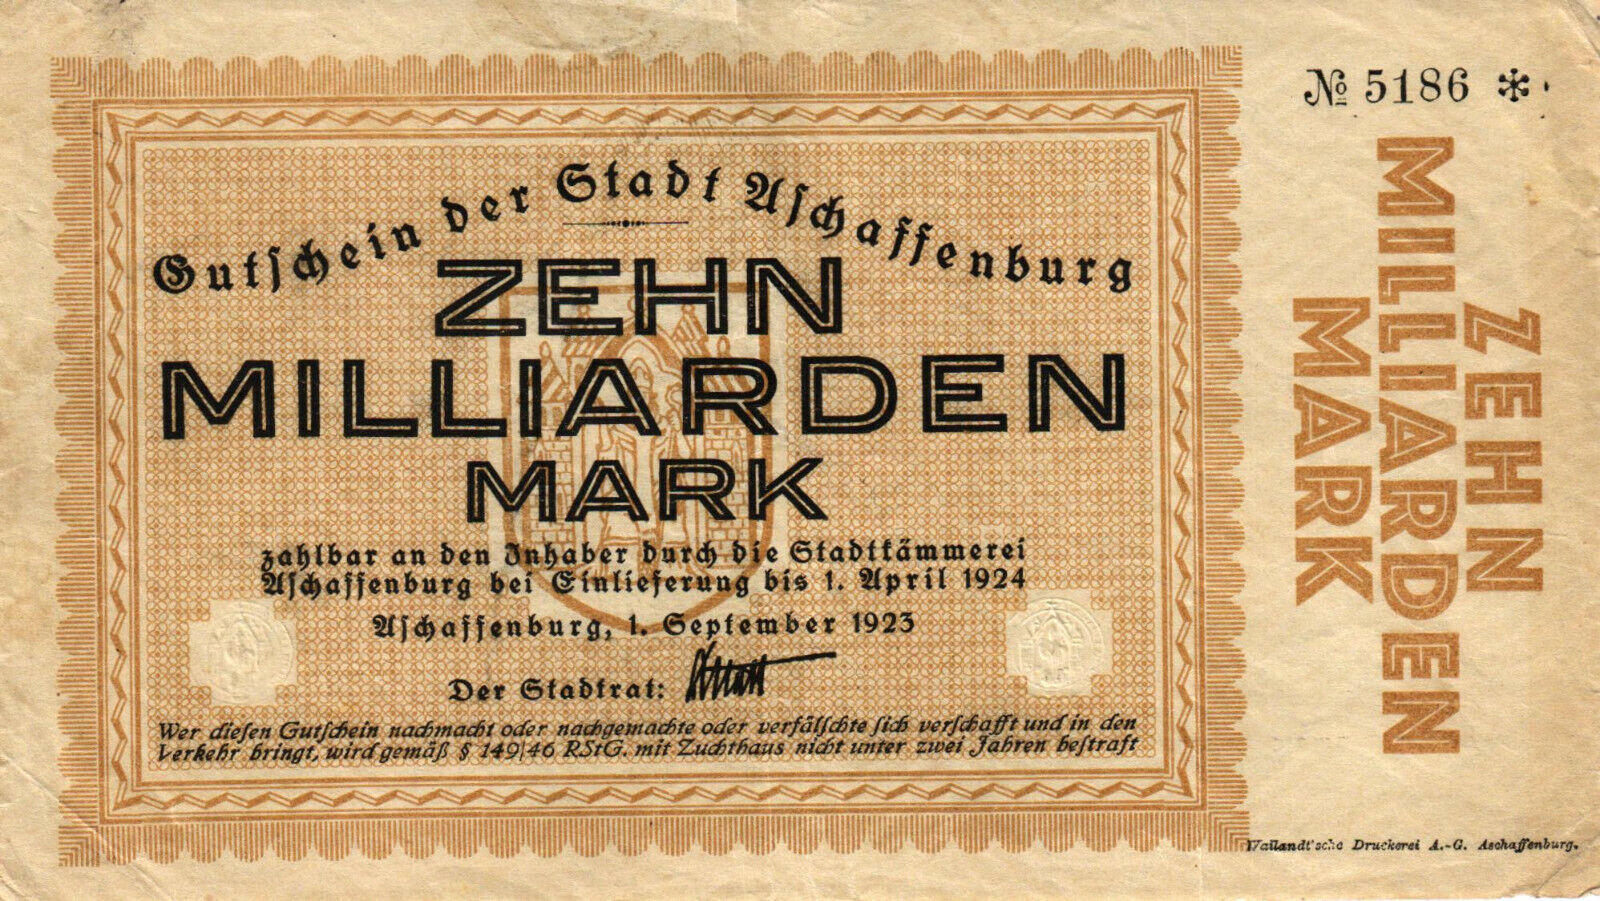 № 5186 *
Gutschein der Stadt Aschaffenburg
ZEHN
MILLIARDEN
MARK
zahlbar an den Inhaber durch die Stadtkämmerei
Aschaffenburg bei Einlieferung bis 1. April 1924
Aschaffenburg, 1. September 1923
Der Stadtrat:
Wer diesen Gutschein nachmacht oder nachgemachte oder verfälschte sich verschafft und in den
Verkehr bringt, wird gemäß § 149/46 RStG. mit Zuchthaus nicht unter zwei Jahren bestraft
ZEHN
MILLIARDEN
MARK
Wailandt'sche Druckerei A.-G. Aschaffenburg.